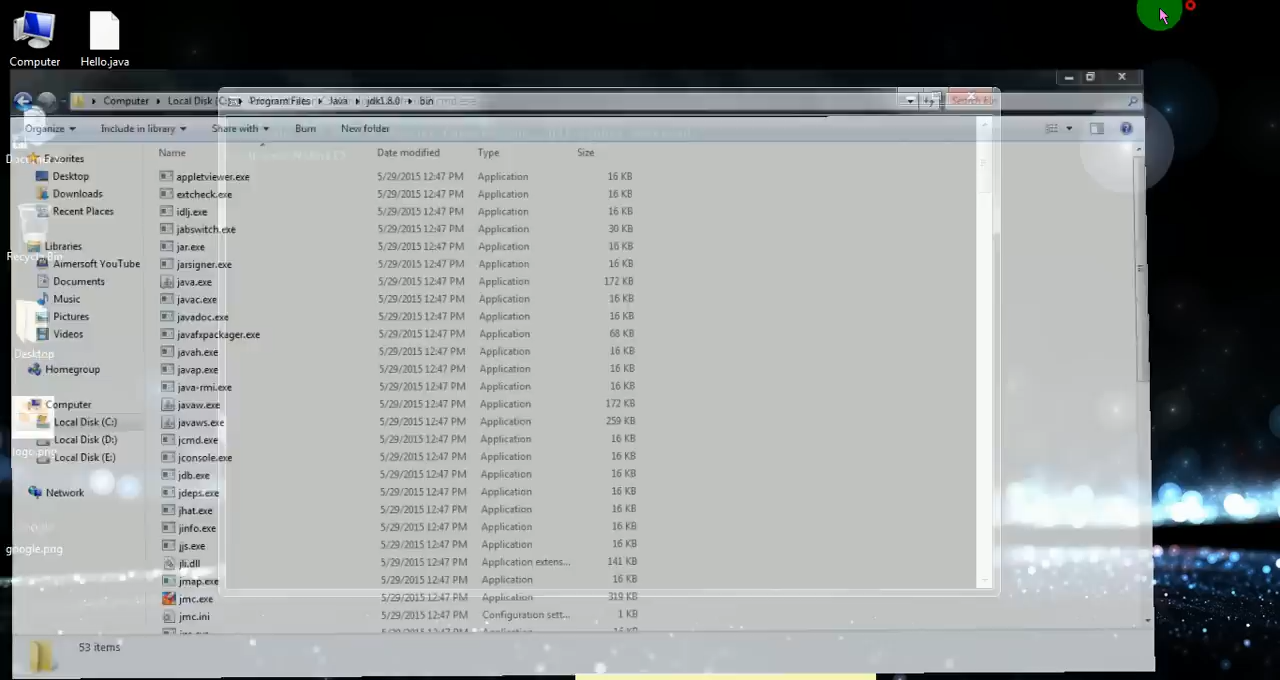 Computer
Hello.java
Computer Local Disk (C:) Program Files Java jdk1.8.0 bin
cmd.exe
Organize Include in library Share with Burn New folder
Name Date modified Type Size
Favorites
Desktop
Downloads
Recent Places
Libraries
Aimersoft YouTube
Documents
Music
Pictures
Videos
Homegroup
Computer
Local Disk (C:)
Local Disk (D:)
Local Disk (E:)
Network
Recycle Bin
Desktop
logo.png
google.png
appletviewer.exe 5/29/2015 12:47 PM Application 16 KB
extcheck.exe 5/29/2015 12:47 PM Application 16 KB
idlj.exe 5/29/2015 12:47 PM Application 16 KB
jabswitch.exe 5/29/2015 12:47 PM Application 30 KB
jar.exe 5/29/2015 12:47 PM Application 16 KB
jarsigner.exe 5/29/2015 12:47 PM Application 16 KB
java.exe 5/29/2015 12:47 PM Application 172 KB
javac.exe 5/29/2015 12:47 PM Application 16 KB
javadoc.exe 5/29/2015 12:47 PM Application 16 KB
javafxpackager.exe 5/29/2015 12:47 PM Application 68 KB
javah.exe 5/29/2015 12:47 PM Application 16 KB
javap.exe 5/29/2015 12:47 PM Application 16 KB
java-rmi.exe 5/29/2015 12:47 PM Application 16 KB
javaw.exe 5/29/2015 12:47 PM Application 172 KB
javaws.exe 5/29/2015 12:47 PM Application 259 KB
jcmd.exe 5/29/2015 12:47 PM Application 16 KB
jconsole.exe 5/29/2015 12:47 PM Application 16 KB
jdb.exe 5/29/2015 12:47 PM Application 16 KB
jdeps.exe 5/29/2015 12:47 PM Application 16 KB
jhat.exe 5/29/2015 12:47 PM Application 16 KB
jinfo.exe 5/29/2015 12:47 PM Application 16 KB
jjs.exe 5/29/2015 12:47 PM Application 16 KB
jli.dll 5/29/2015 12:47 PM Application extens... 141 KB
jmap.exe 5/29/2015 12:47 PM Application 16 KB
jmc.exe 5/29/2015 12:47 PM Application 319 KB
jmc.ini 5/29/2015 12:47 PM Configuration sett... 1 KB
53 items